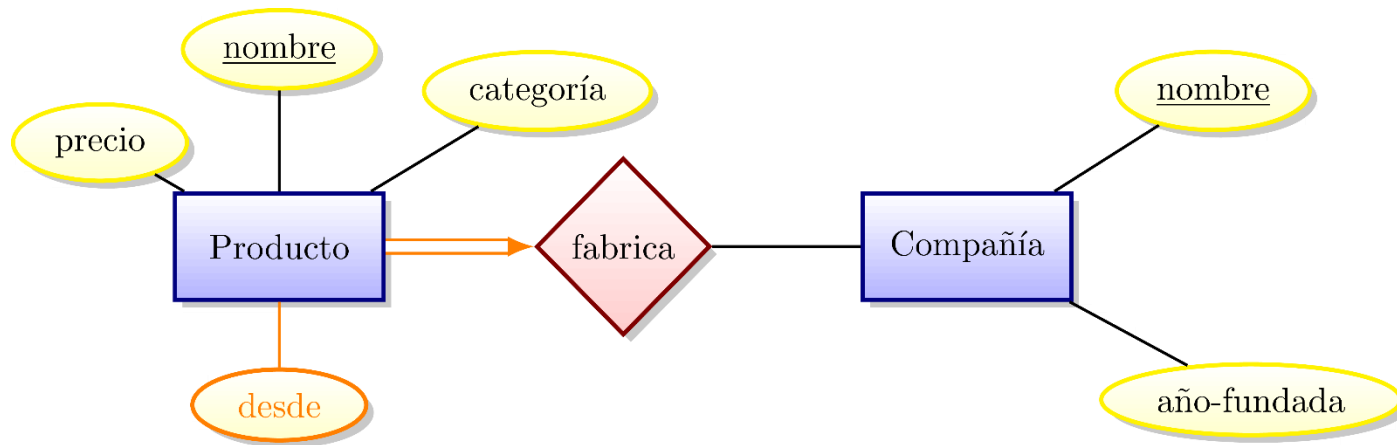 nombre
categoría
nombre
precio
Producto
fabrica
Compañía
desde
año-fundada